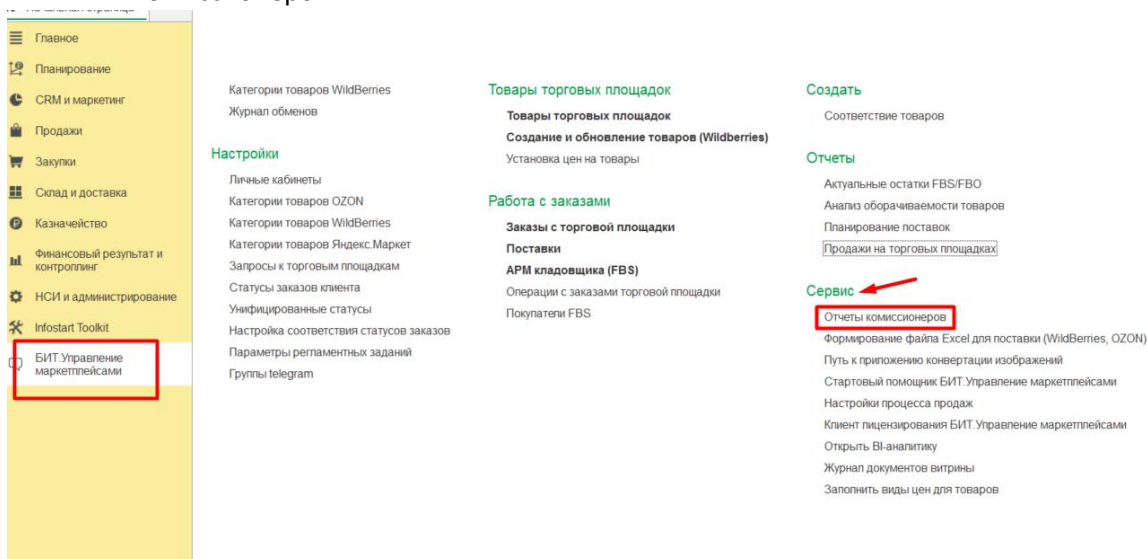 Главное
Планирование
CRM и маркетинг
Продажи
Закупки
Склад и доставка
Казначейство
Финансовый результат и
контроллинг
НСИ и администрирование
Infostart Toolkit
БИТ.Управление
маркетплейсами
Категории товаров WildBerries
Журнал обменов
Настройки
Личные кабинеты
Категории товаров OZON
Категории товаров WildBerries
Категории товаров Яндекс.Маркет
Запросы к торговым площадкам
Статусы заказов клиента
Унифицированные статусы
Настройка соответствия статусов заказов
Параметры регламентных заданий
Группы telegram
Товары торговых площадок
Товары торговых площадок
Создание и обновление товаров (Wildberries)
Установка цен на товары
Работа с заказами
Заказы с торговой площадки
Поставки
АРМ кладовщика (FBS)
Операции с заказами торговой площадки
Покупатели FBS
Создать
Соответствие товаров
Отчеты
Актуальные остатки FBS/FBO
Анализ оборачиваемости товаров
Планирование поставок
Продажи на торговых площадках
Сервис
Отчеты комиссионеров
Формирование файла Excel для поставки (WildBerries, OZON)
Путь к приложению конвертации изображений
Стартовый помощник БИТ.Управление маркетплейсами
Настройки процесса продаж
Клиент лицензирования БИТ.Управление маркетплейсами
Открыть BI-аналитику
Журнал документов витрины
Заполнить виды цен для товаров